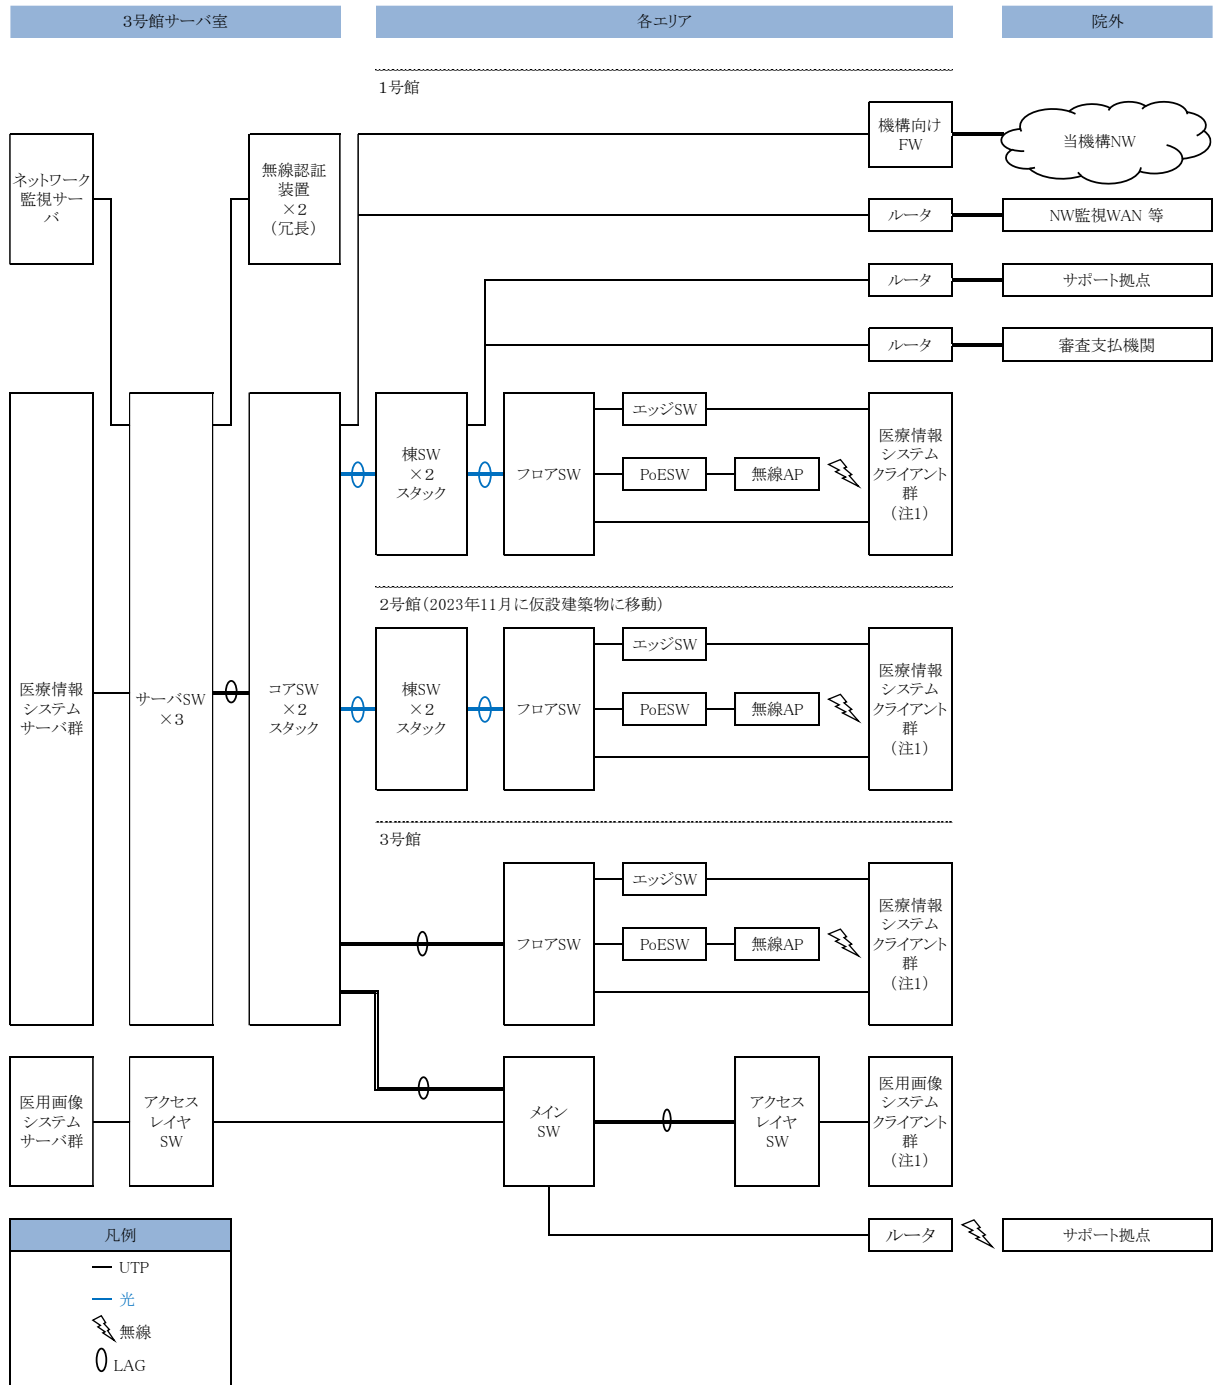 3号館サーバ室
各エリア
院外
1号館
機構向け
FW
当機構NW
ネットワーク
監視サー
バ
無線認証
装置
×2
（冗長）
ルータ
NW監視WAN 等
ルータ
サポート拠点
ルータ
審査支払機関
医療情報
システム
サーバ群
サーバSW
×3
コアSW
×2
スタック
棟SW
×2
スタック
フロアSW
エッジSW
PoESW
無線AP
医療情報
システム
クライアント
群
（注1）
2号館（2023年11月に仮設建築物に移動）
棟SW
×2
スタック
フロアSW
エッジSW
PoESW
無線AP
医療情報
システム
クライアント
群
（注1）
3号館
フロアSW
エッジSW
PoESW
無線AP
医療情報
システム
クライアント
群
（注1）
医用画像
システム
サーバ群
アクセス
レイヤ
SW
メイン
SW
アクセス
レイヤ
SW
医用画像
システム
クライアント
群
（注1）
ルータ
サポート拠点
凡例
UTP
光
無線
LAG